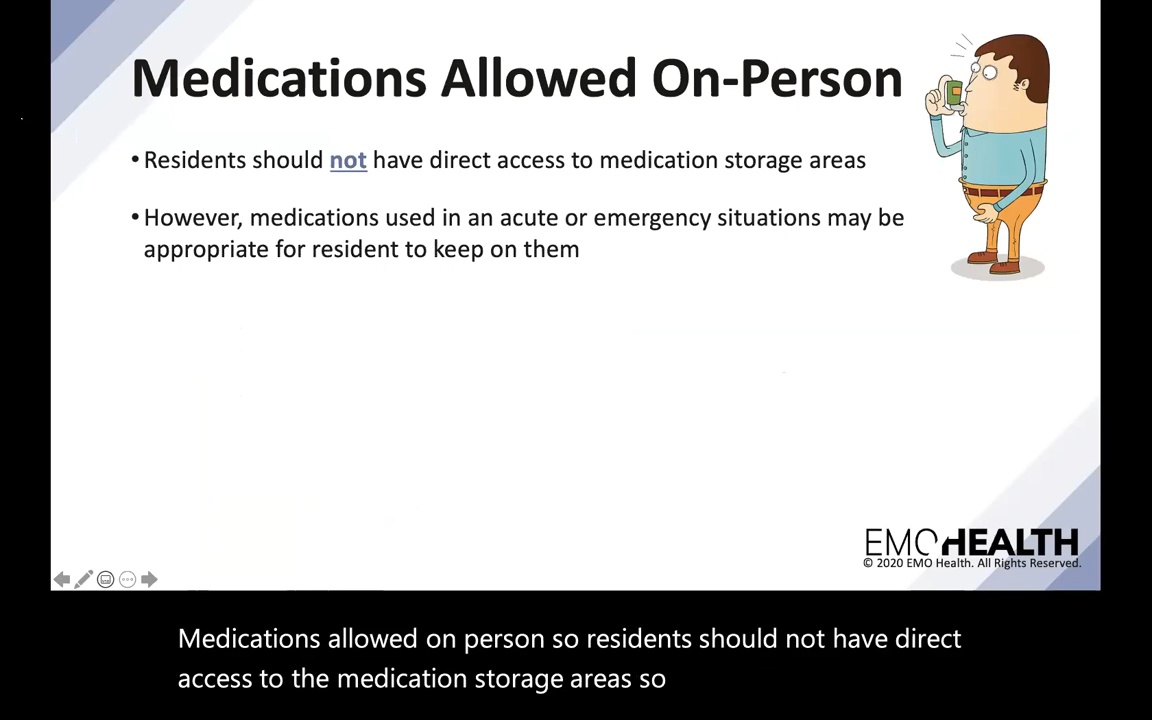 Medications Allowed On-Person
• Residents should not have direct access to medication storage areas
• However, medications used in an acute or emergency situations may be
appropriate for resident to keep on them
EMO HEALTH
© 2020 EMO Health. All Rights Reserved.
Medications allowed on person so residents should not have direct
access to the medication storage areas so